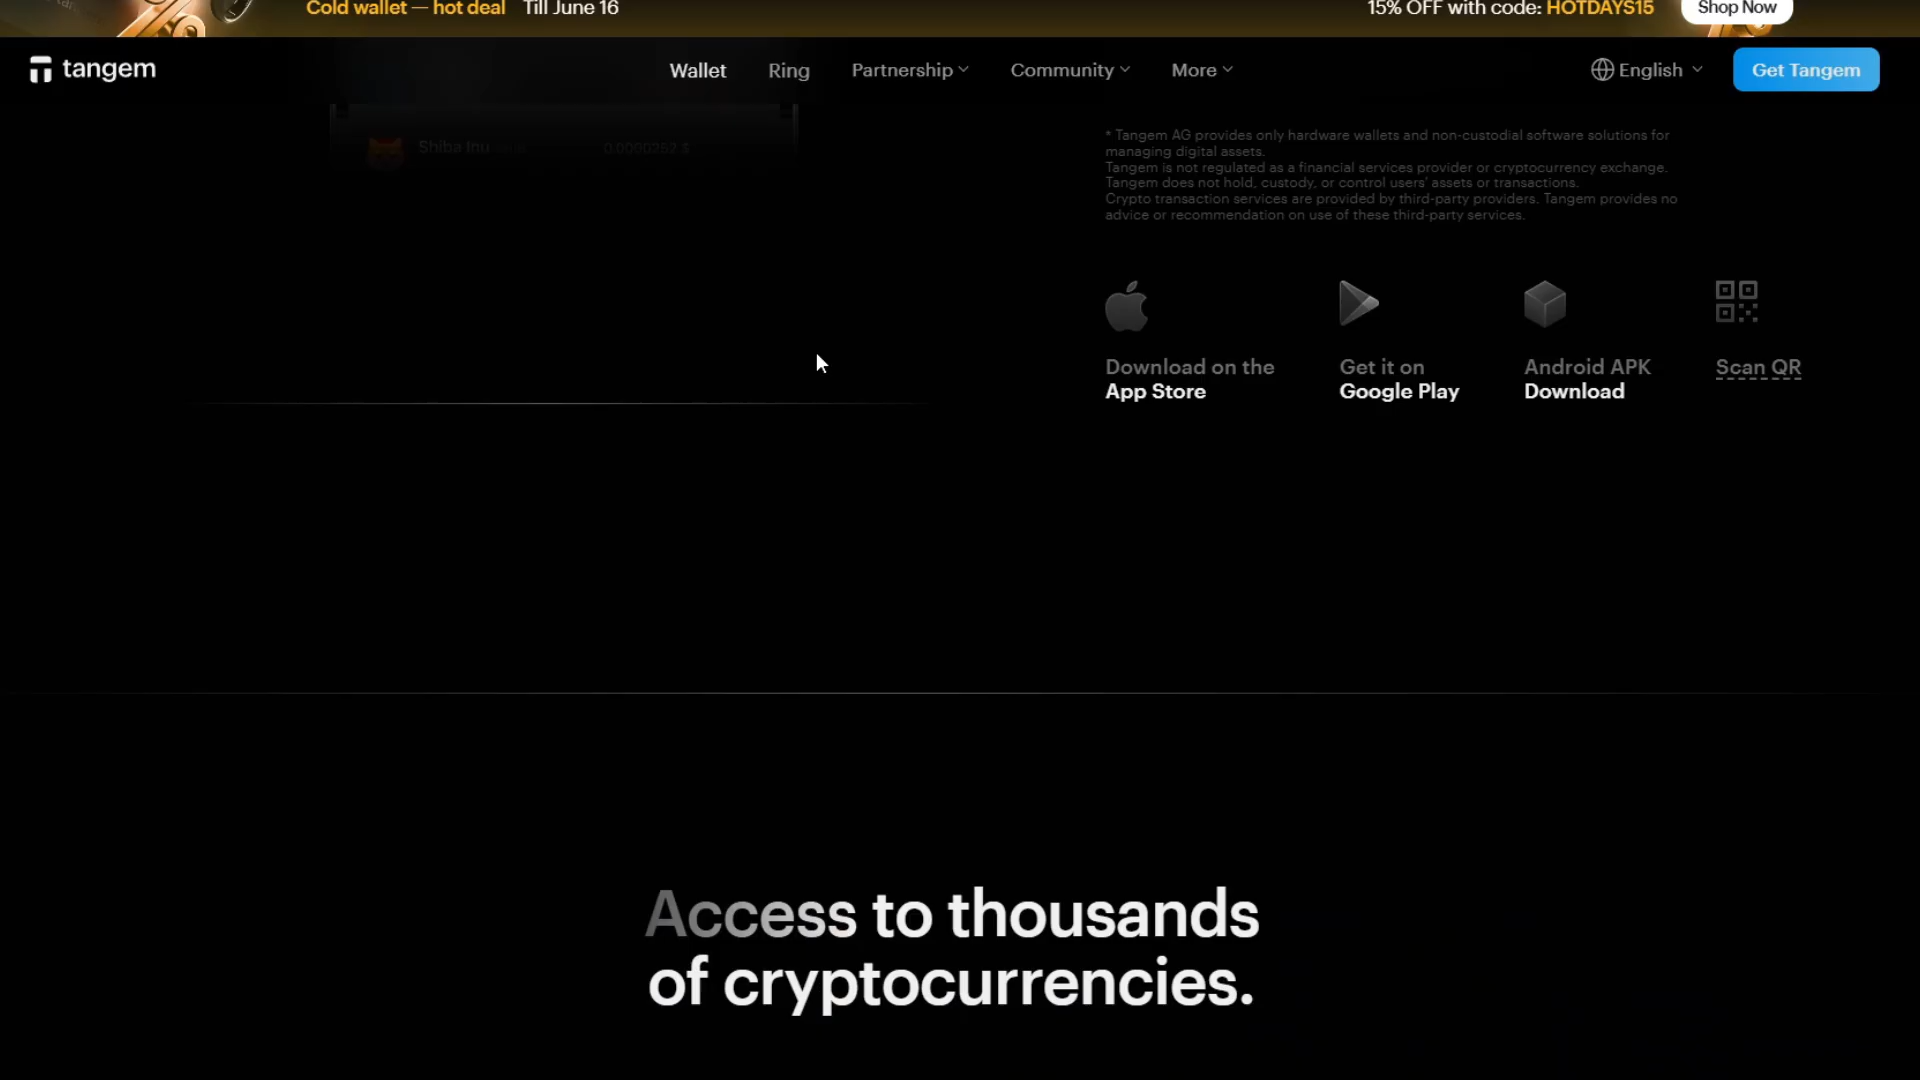 Cold wallet — hot deal Till June 16
15% OFF with code: HOTDAYS15
Shop Now
tangem
Wallet
Ring
Partnership
Community
More
English
Get Tangem
Shiba Inu
* Tangem AG provides only hardware wallets and non-custodial software solutions for
managing digital assets.
Tangem is not regulated as a financial services provider or cryptocurrency exchange.
Tangem does not hold, custody, or control users' assets or transactions.
Crypto transaction services are provided by third-party providers. Tangem provides no
advice or recommendation on use of these third-party services.
Download on the
App Store
Get it on
Google Play
Android APK
Download
Scan QR
Access to thousands
of cryptocurrencies.